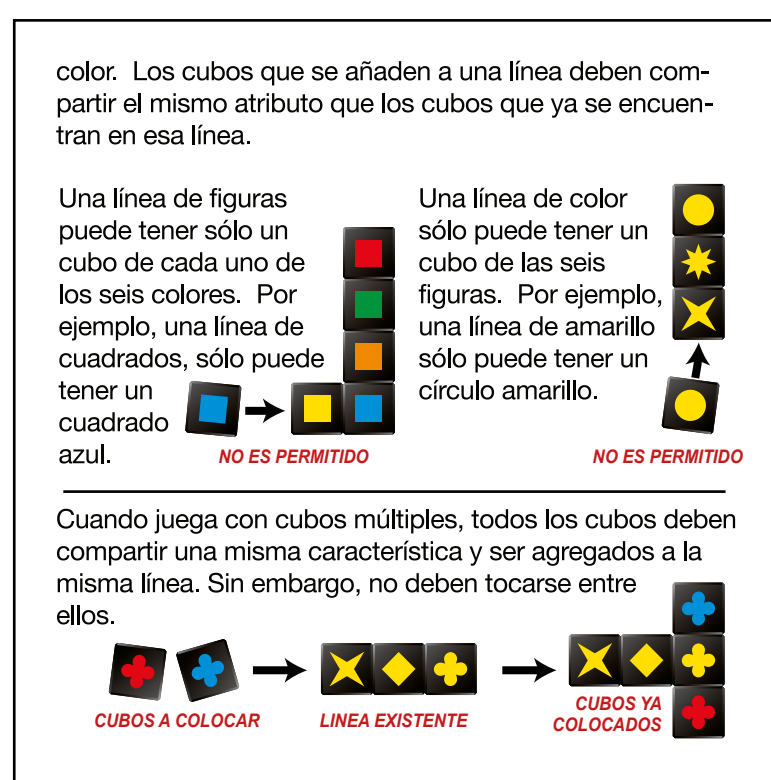 color.  Los cubos que se añaden a una línea deben com-
partir el mismo atributo que los cubos que ya se encuen-
tran en esa línea.
Una línea de figuras
puede tener sólo un
cubo de cada uno de
los seis colores.  Por
ejemplo, una línea de
cuadrados, sólo puede
tener un
cuadrado
azul.
NO ES PERMITIDO
Una línea de color
sólo puede tener un
cubo de las seis
figuras.  Por ejemplo,
una línea de amarillo
sólo puede tener un
círculo amarillo.
NO ES PERMITIDO
Cuando juega con cubos múltiples, todos los cubos deben
compartir una misma característica y ser agregados a la
misma línea. Sin embargo, no deben tocarse entre
ellos.
CUBOS A COLOCAR
LINEA EXISTENTE
CUBOS YA
COLOCADOS